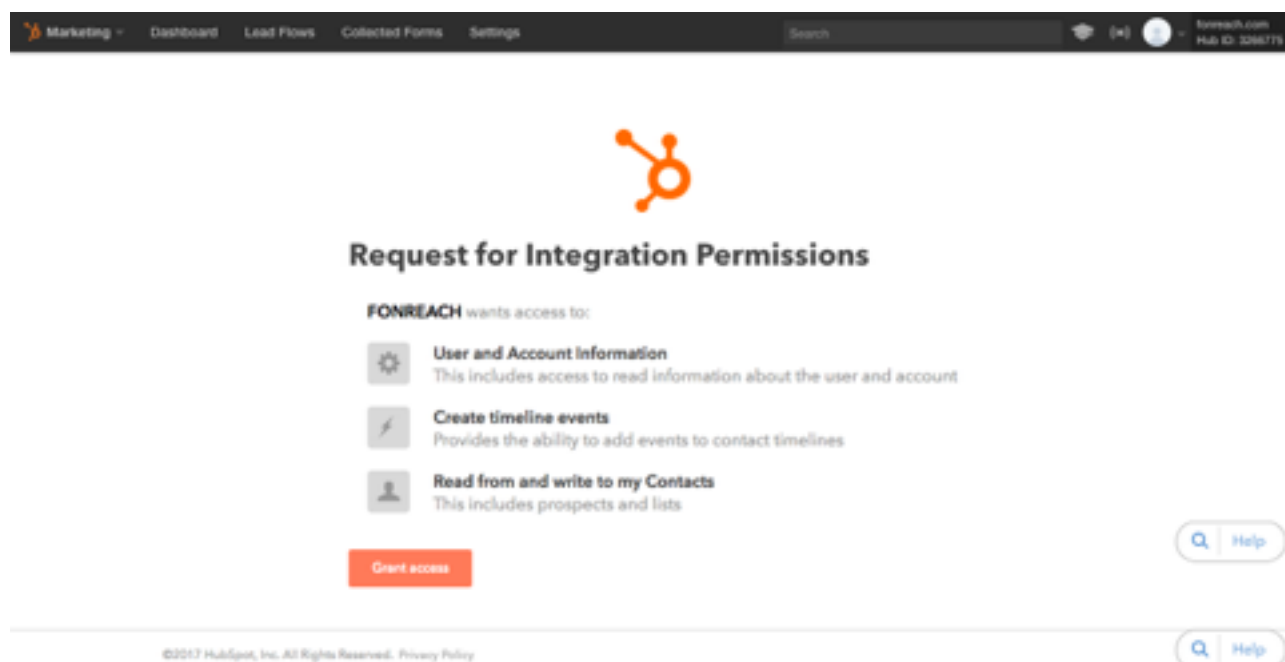 Marketing Dashboard Lead Flows Collected Forms Settings Search fonreach.com
Hub ID: 3266775
Request for Integration Permissions
FONREACH wants access to:
User and Account Information
This includes access to read information about the user and account
Create timeline events
Provides the ability to add events to contact timelines
Read from and write to my Contacts
This includes prospects and lists
Help
Grant access
©2017 HubSpot, Inc. All Rights Reserved. Privacy Policy
Help